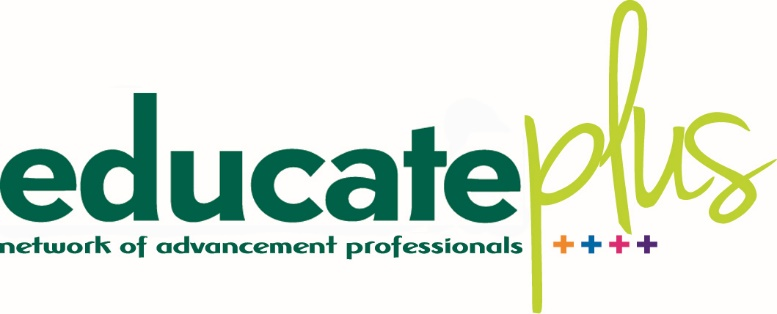 educateplus
network of advancement professionals ++++